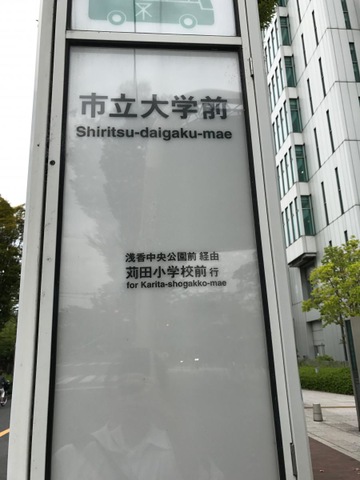 市立大学前
Shiritsu-daigaku-mae
浅香中央公園前 経由
苅田小学校前 行
for Karita-shogakko-mae